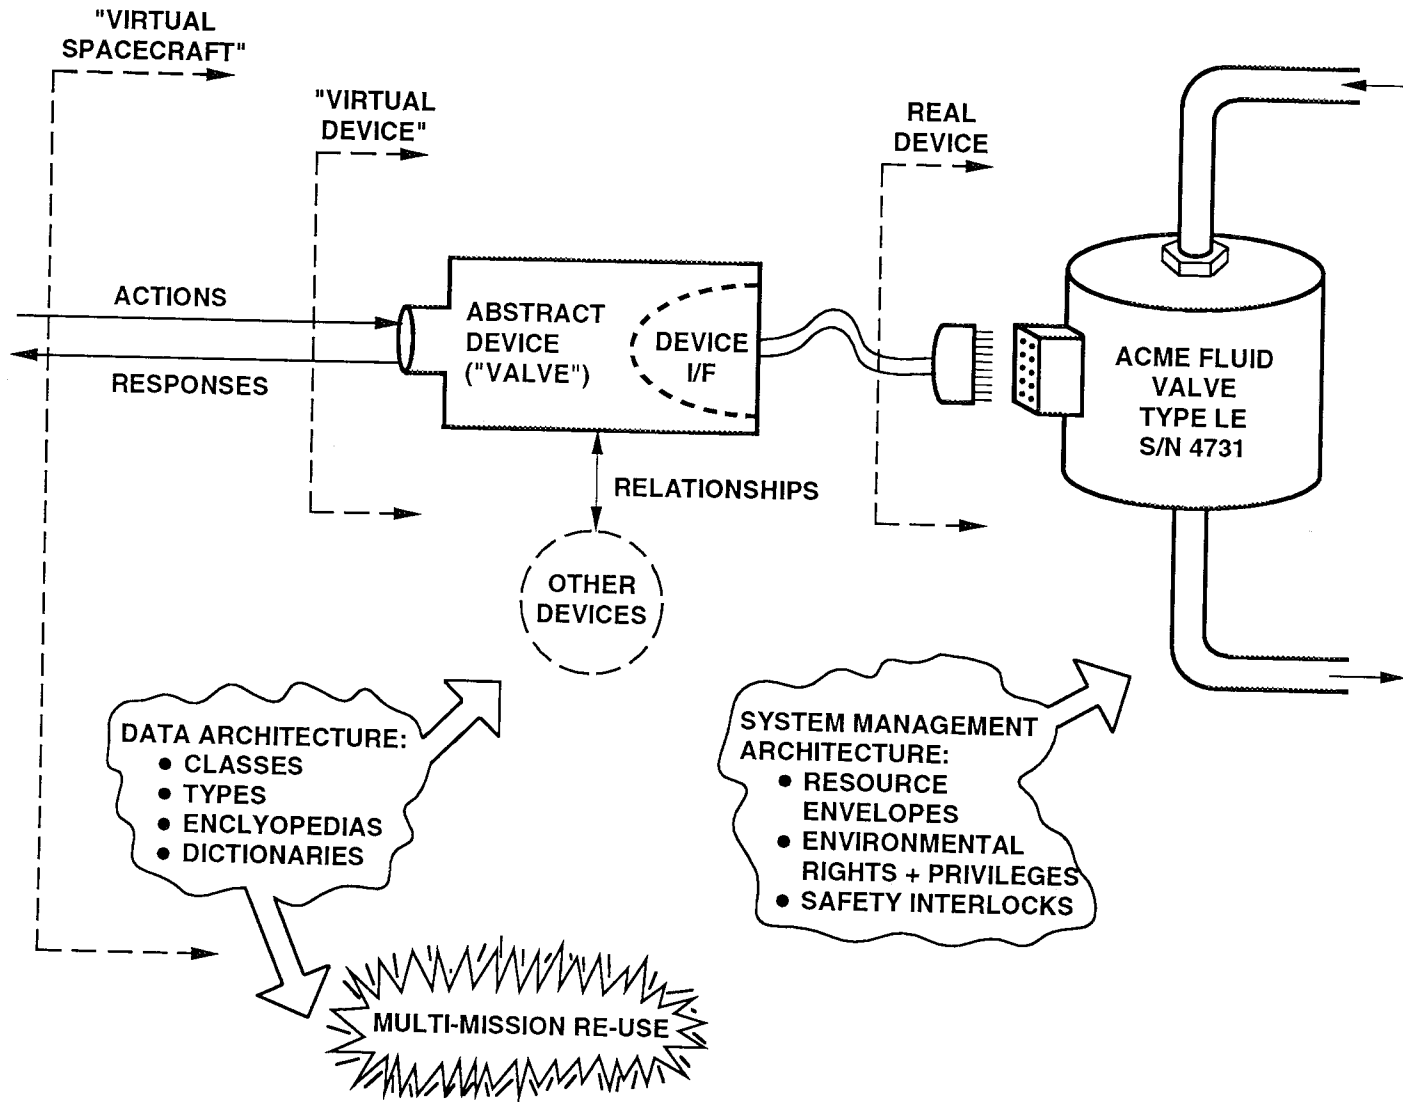 "VIRTUAL
SPACECRAFT"
"VIRTUAL
DEVICE"
REAL
DEVICE
ACTIONS
RESPONSES
ABSTRACT
DEVICE
("VALVE")
DEVICE
I/F
ACME FLUID
VALVE
TYPE LE
S/N 4731
RELATIONSHIPS
OTHER
DEVICES
DATA ARCHITECTURE:
● CLASSES
● TYPES
● ENCLYOPEDIAS
● DICTIONARIES
SYSTEM MANAGEMENT
ARCHITECTURE:
● RESOURCE
ENVELOPES
● ENVIRONMENTAL
RIGHTS + PRIVILEGES
● SAFETY INTERLOCKS
MULTI-MISSION RE-USE